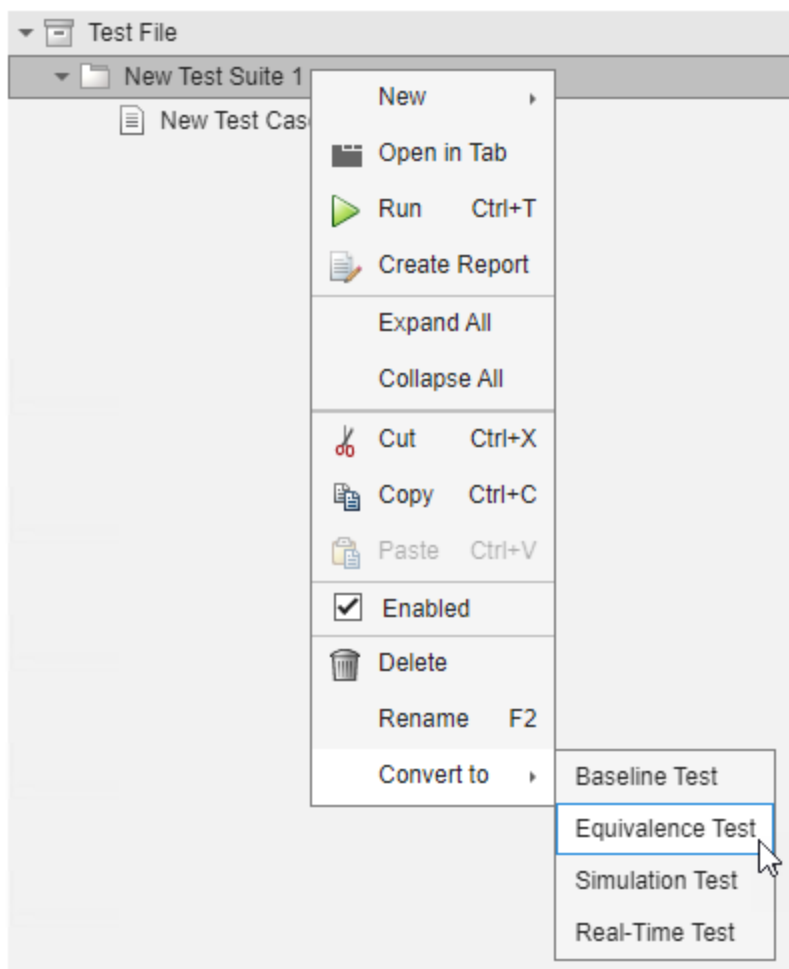 Test File
New Test Suite 1
New Test Cas
New
Open in Tab
Run Ctrl+T
Create Report
Expand All
Collapse All
Cut Ctrl+X
Copy Ctrl+C
Paste Ctrl+V
Enabled
Delete
Rename F2
Convert to
Baseline Test
Equivalence Test
Simulation Test
Real-Time Test